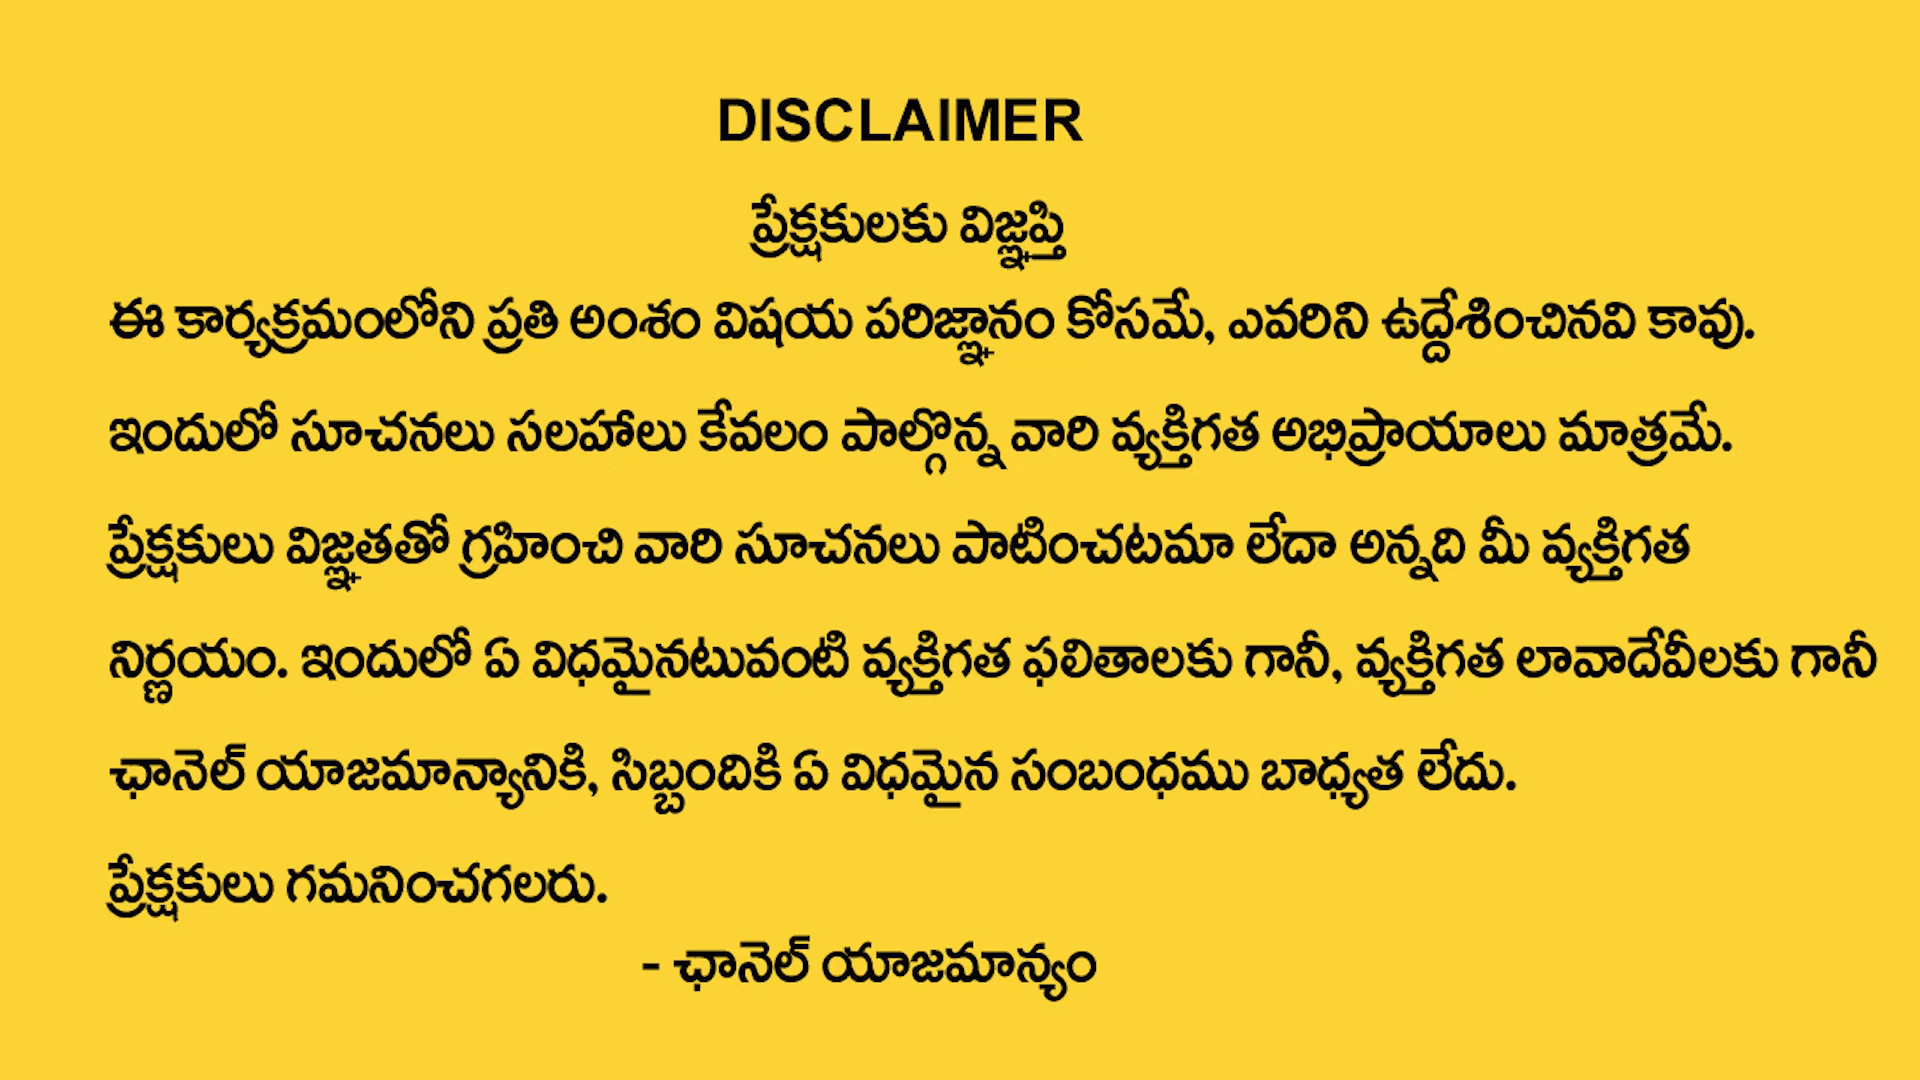 DISCLAIMER
ప్రేక్షకులకు విజ్ఞప్తి
ఈ కార్యక్రమంలోని ప్రతి అంశం విషయ పరిజ్ఞానం కోసమే, ఎవరిని ఉద్దేశించినవి కావు.
ఇందులో సూచనలు సలహాలు కేవలం పాల్గొన్న వారి వ్యక్తిగత అభిప్రాయాలు మాత్రమే.
ప్రేక్షకులు విజ్ఞతతో గ్రహించి వారి సూచనలు పాటించటమా లేదా అన్నది మీ వ్యక్తిగత
నిర్ణయం. ఇందులో ఏ విధమైనటువంటి వ్యక్తిగత ఫలితాలకు గానీ, వ్యక్తిగత లావాదేవీలకు గానీ
ఛానెల్ యాజమాన్యానికి, సిబ్బందికి ఏ విధమైన సంబంధము బాధ్యత లేదు.
ప్రేక్షకులు గమనించగలరు.
- ఛానెల్ యాజమాన్యం